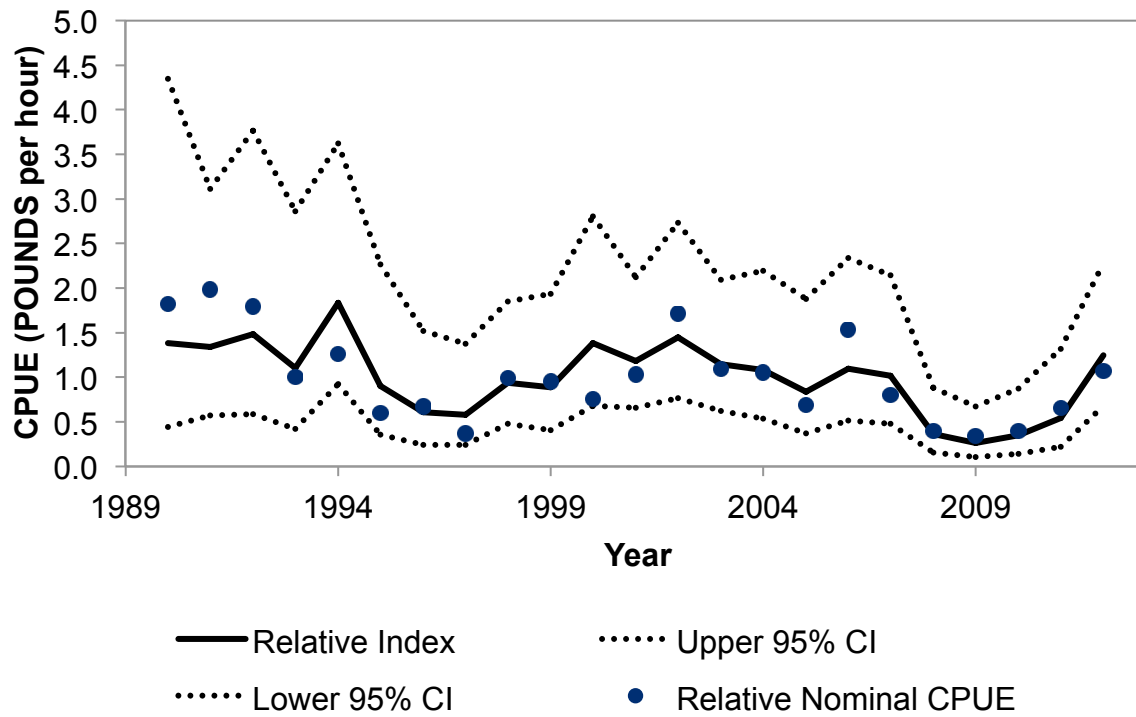 5.0
4.5
4.0
3.5
3.0
2.5
2.0
1.5
1.0
0.5
0.0
CPUE (POUNDS per hour)
1989 1994 1999 2004 2009
Year
Relative Index Upper 95% CI
Lower 95% CI Relative Nominal CPUE